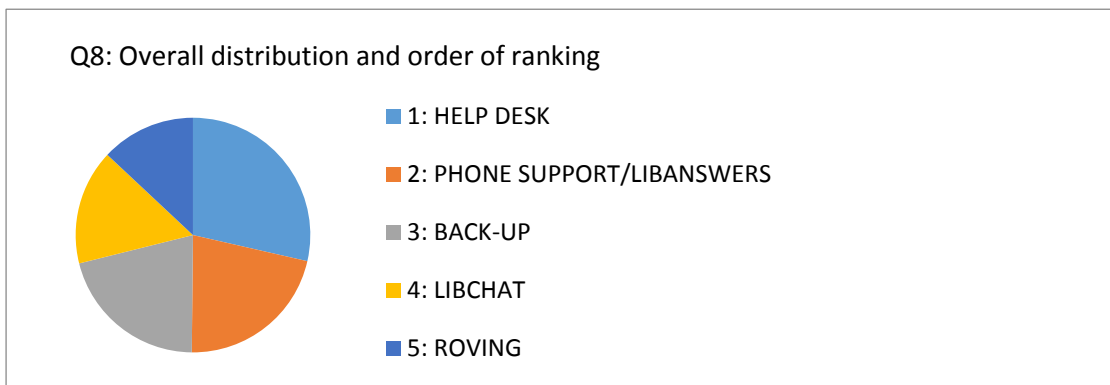 Q8: Overall distribution and order of ranking
1: HELP DESK
2: PHONE SUPPORT/LIBANSWERS
3: BACK-UP
4: LIBCHAT
5: ROVING